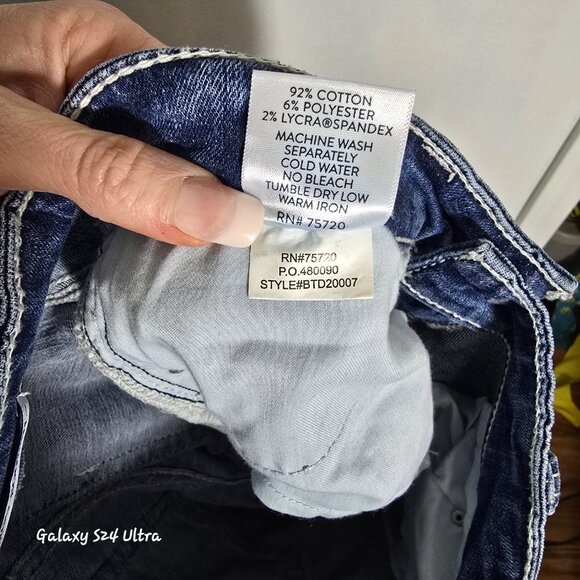 92% COTTON
6% POLYESTER
2% LYCRA®SPANDEX
MACHINE WASH
SEPARATELY
COLD WATER
NO BLEACH
TUMBLE DRY LOW
WARM IRON
RN# 75720
RN#75720
P.O.480090
STYLE#BTD20007
Galaxy S24 Ultra